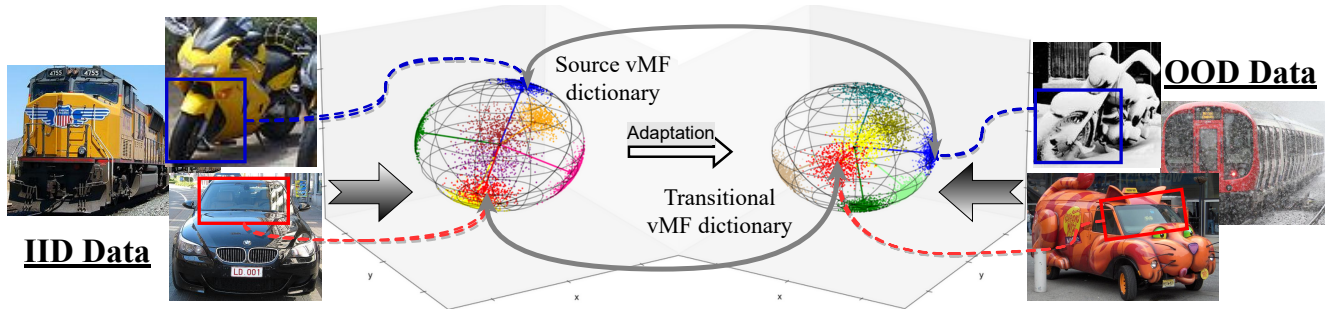 4755 4755
IID Data
LD 001
Source vMF
dictionary
Adaptation
Transitional
vMF dictionary
OOD Data
y
x
x
y